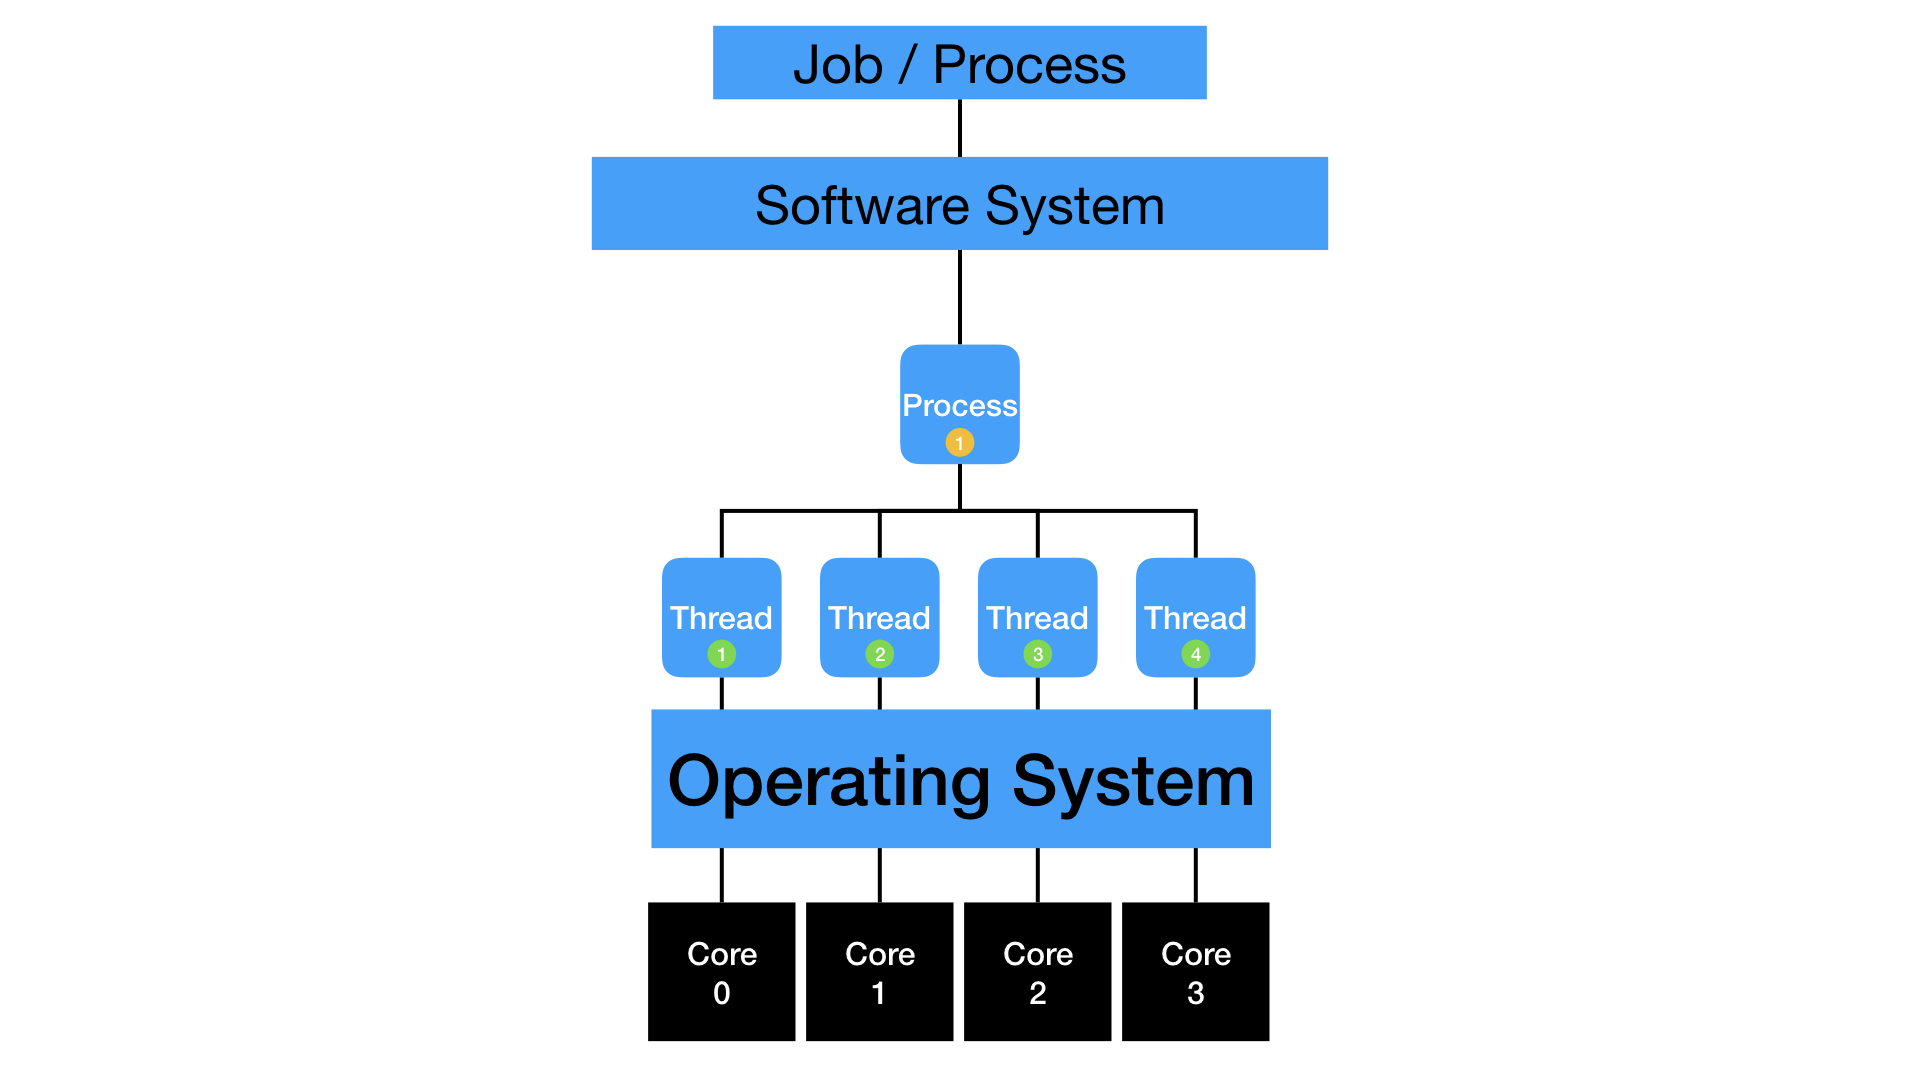 Job / Process
Software System
Process
1
Thread
Thread
Thread
Thread
1
2
3
4
Operating System
Core
0
Core
1
Core
2
Core
3